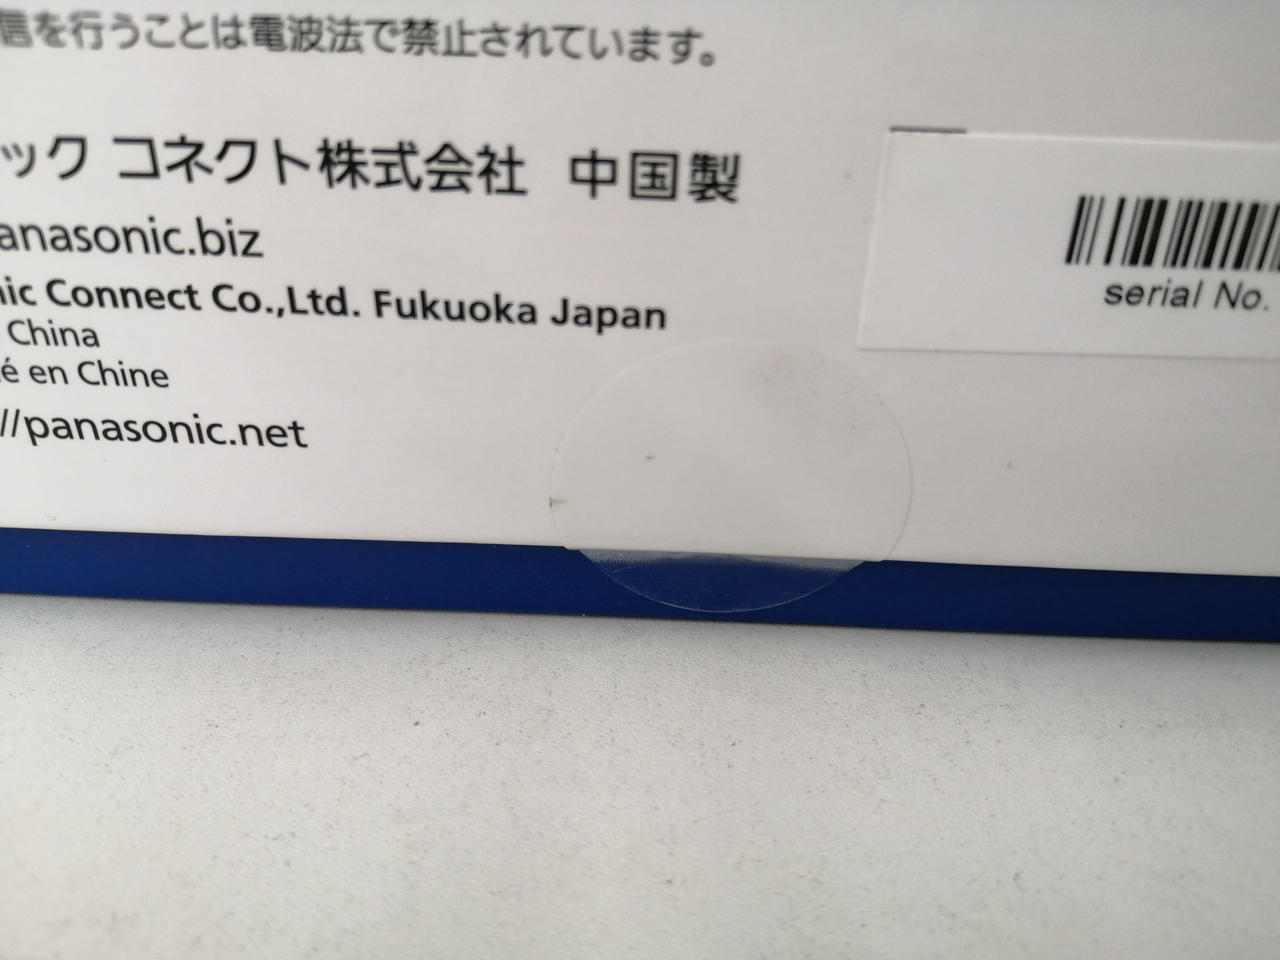 信を行うことは電波法で禁止されています。
ック コネクト株式会社 中国製
anasonic.biz
nic Connect Co.,Ltd. Fukuoka Japan
China
é en Chine
//panasonic.net
serial No.